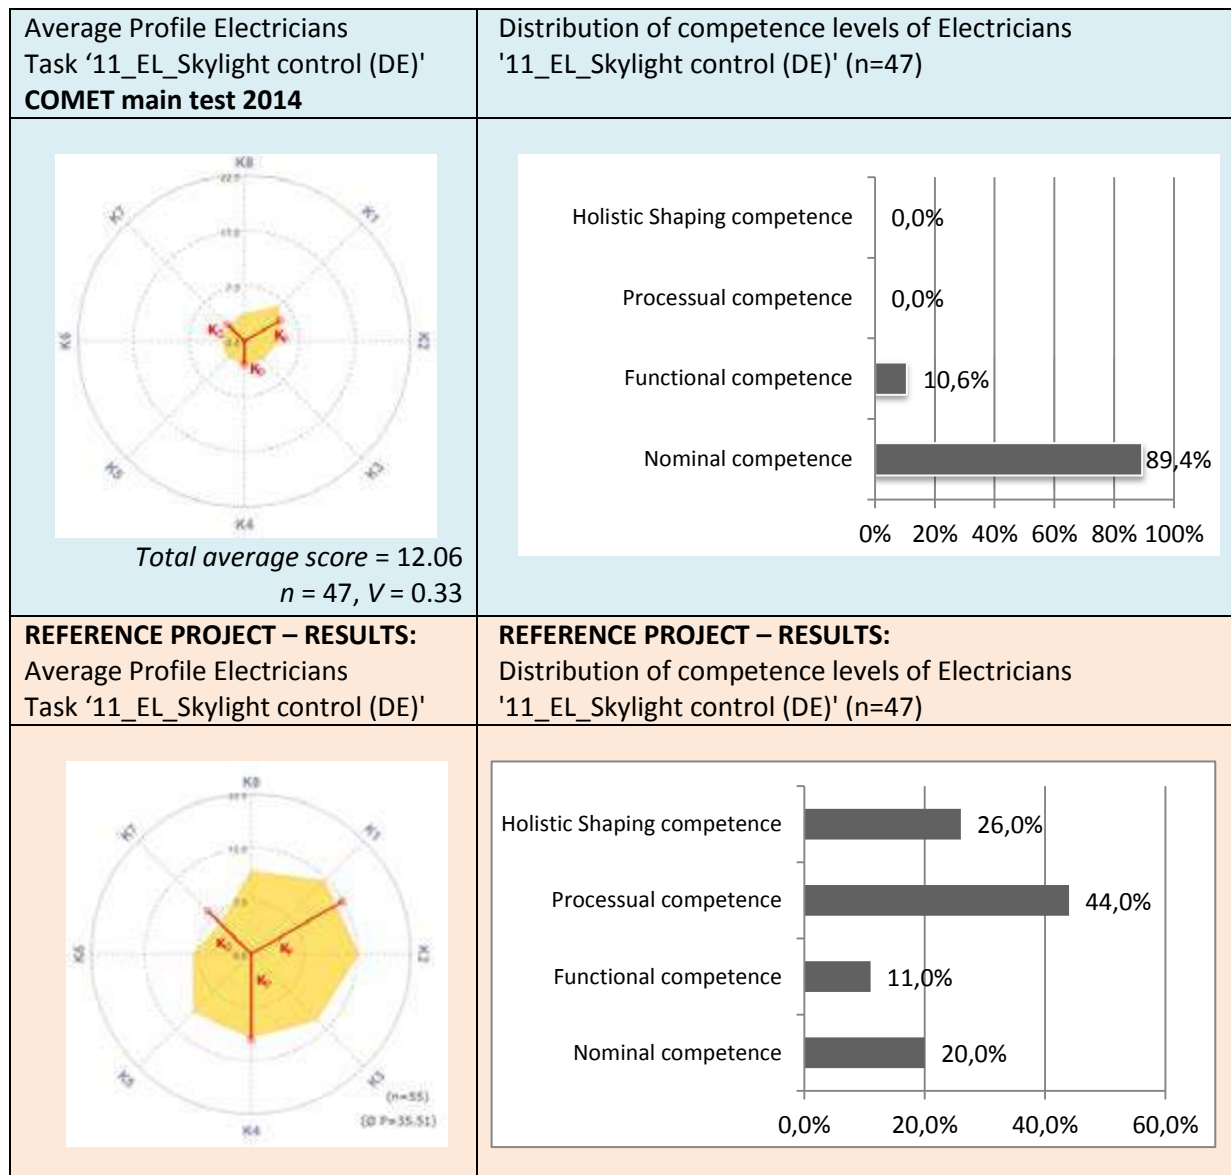 Average Profile Electricians
Task ‘11_EL_Skylight control (DE)'
COMET main test 2014
Distribution of competence levels of Electricians
'11_EL_Skylight control (DE)' (n=47)
K8
K1
K2
K3
K4
K5
K6
K7
Total average score = 12.06
n = 47, V = 0.33
Holistic Shaping competence 0,0%
Processual competence 0,0%
Functional competence 10,6%
Nominal competence 89,4%
0% 20% 40% 60% 80% 100%
REFERENCE PROJECT – RESULTS:
Average Profile Electricians
Task ‘11_EL_Skylight control (DE)'
REFERENCE PROJECT – RESULTS:
Distribution of competence levels of Electricians
'11_EL_Skylight control (DE)' (n=47)
K8
K1
K2
K3
K4
K5
K6
K7
(n=55)
(Ø P=35.51)
Holistic Shaping competence 26,0%
Processual competence 44,0%
Functional competence 11,0%
Nominal competence 20,0%
0,0% 20,0% 40,0% 60,0%